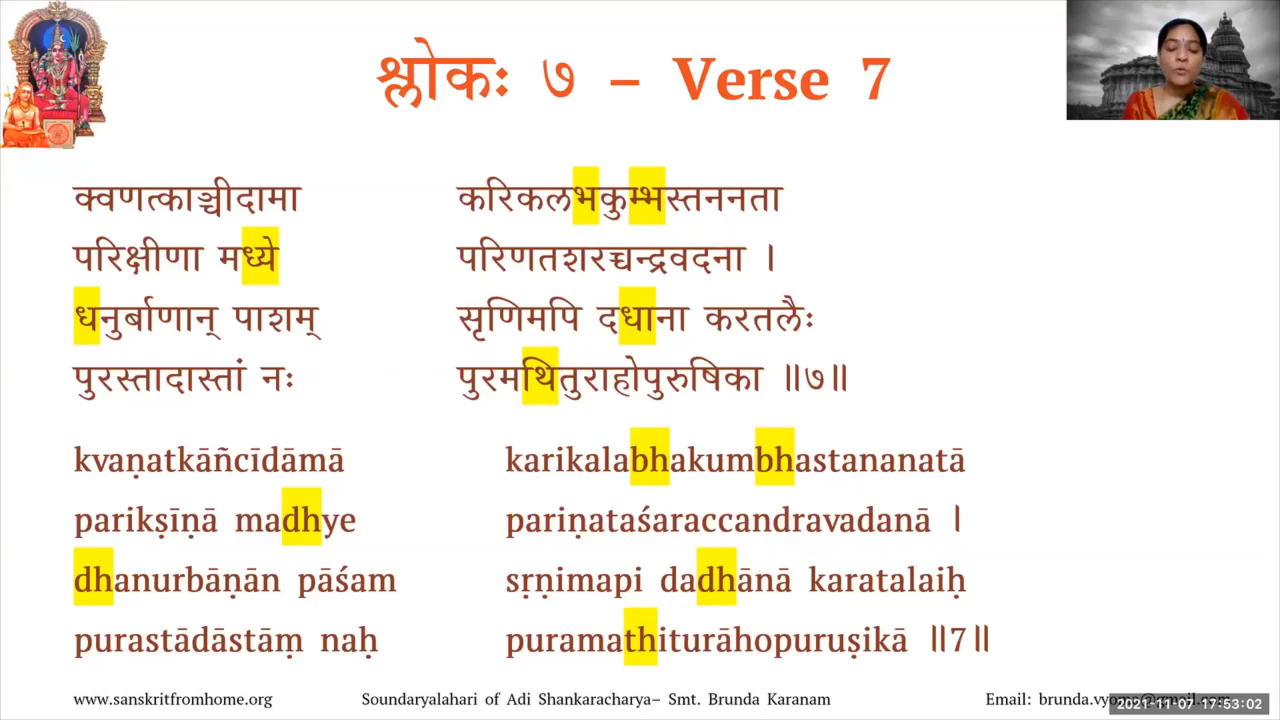 श्लोकः ७ – Verse 7
क्वणत्काञ्चीदामा करिकलभकुम्भस्तननता
परिक्षीणा मध्ये परिणतशरच्चन्द्रवदना ।
धनुर्बाणान् पाशम् सृणिमपि दधाना करतलैः
पुरस्तादास्तां नः पुरमथितुराहोपुरुषिका ॥७॥
kvaṇatkāñcīdāmā karikalabhakumbhastananatā
parikṣīṇā madhye pariṇataśaraccandravadanā ।
dhanurbāṇān pāśam sṛṇimapi dadhānā karatalaiḥ
purastādāstāṃ naḥ puramathiturāhopuruṣikā ॥7॥
www.sanskritfromhome.org Soundaryalahari of Adi Shankaracharya– Smt. Brunda Karanam Email:
2021-11-07 17:53:02